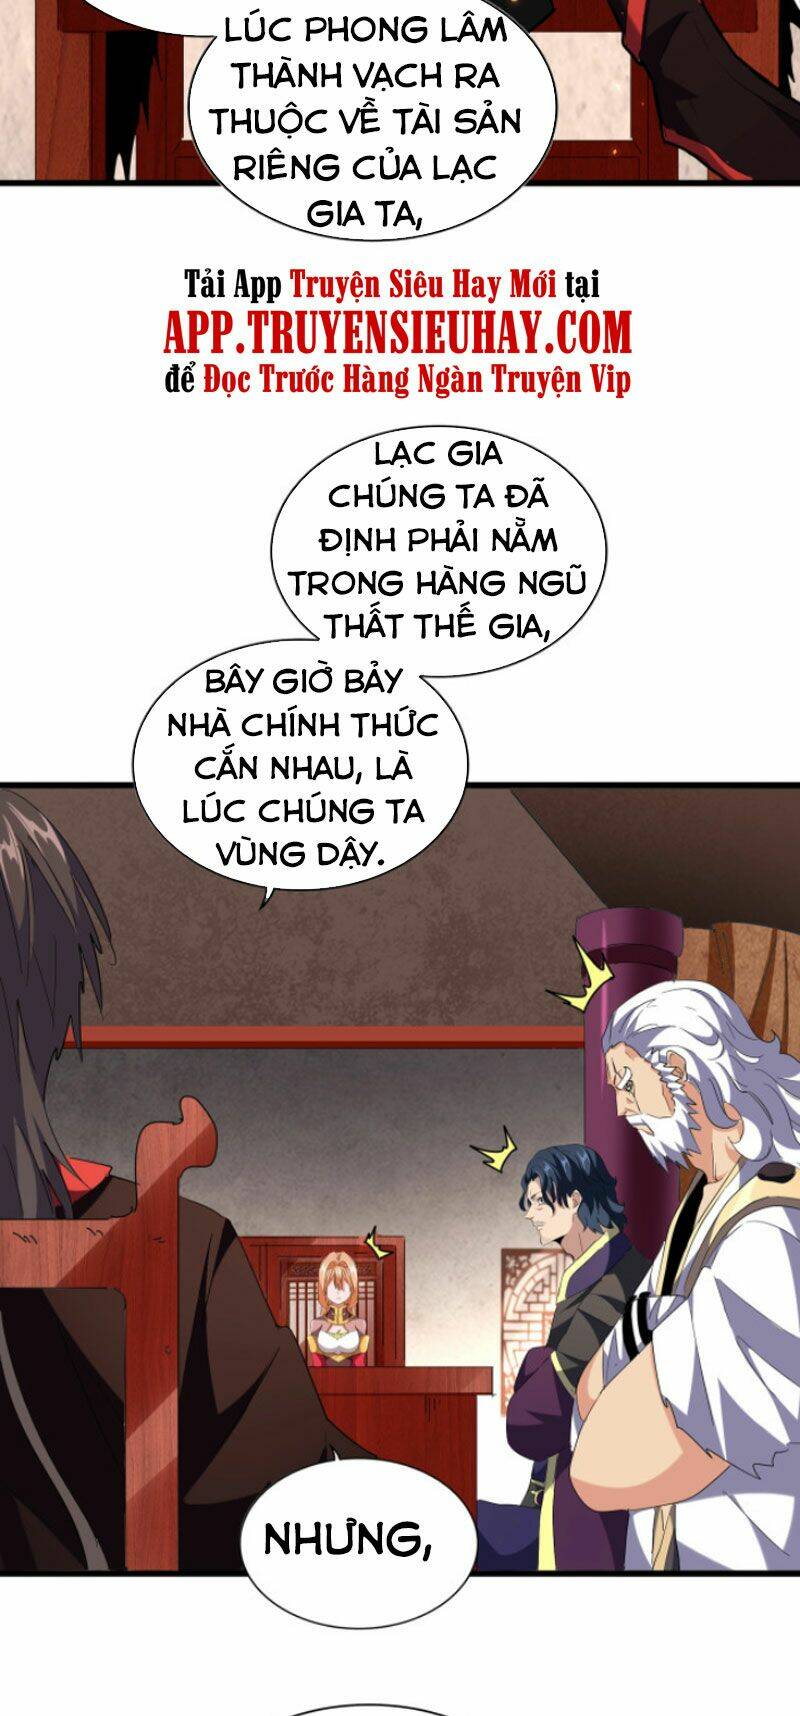 LÚC PHONG LÂM
THÀNH VẠCH RA
THUỘC VỀ TÀI SẢN
RIÊNG CỦA LẠC
GIA TA,
Tải App Truyện Siêu Hay Mới tại
APP.TRUYENSIEUHAY.COM
để Đọc Trước Hàng Ngàn Truyện Vip
LẠC GIA
CHÚNG TA ĐÃ
ĐỊNH PHẢI NẰM
TRONG HÀNG NGŨ
THẤT THẾ GIA,
BÂY GIỜ BẢY
NHÀ CHÍNH THỨC
CẮN NHAU, LÀ
LÚC CHÚNG TA
VÙNG DẬY.
NHƯNG,